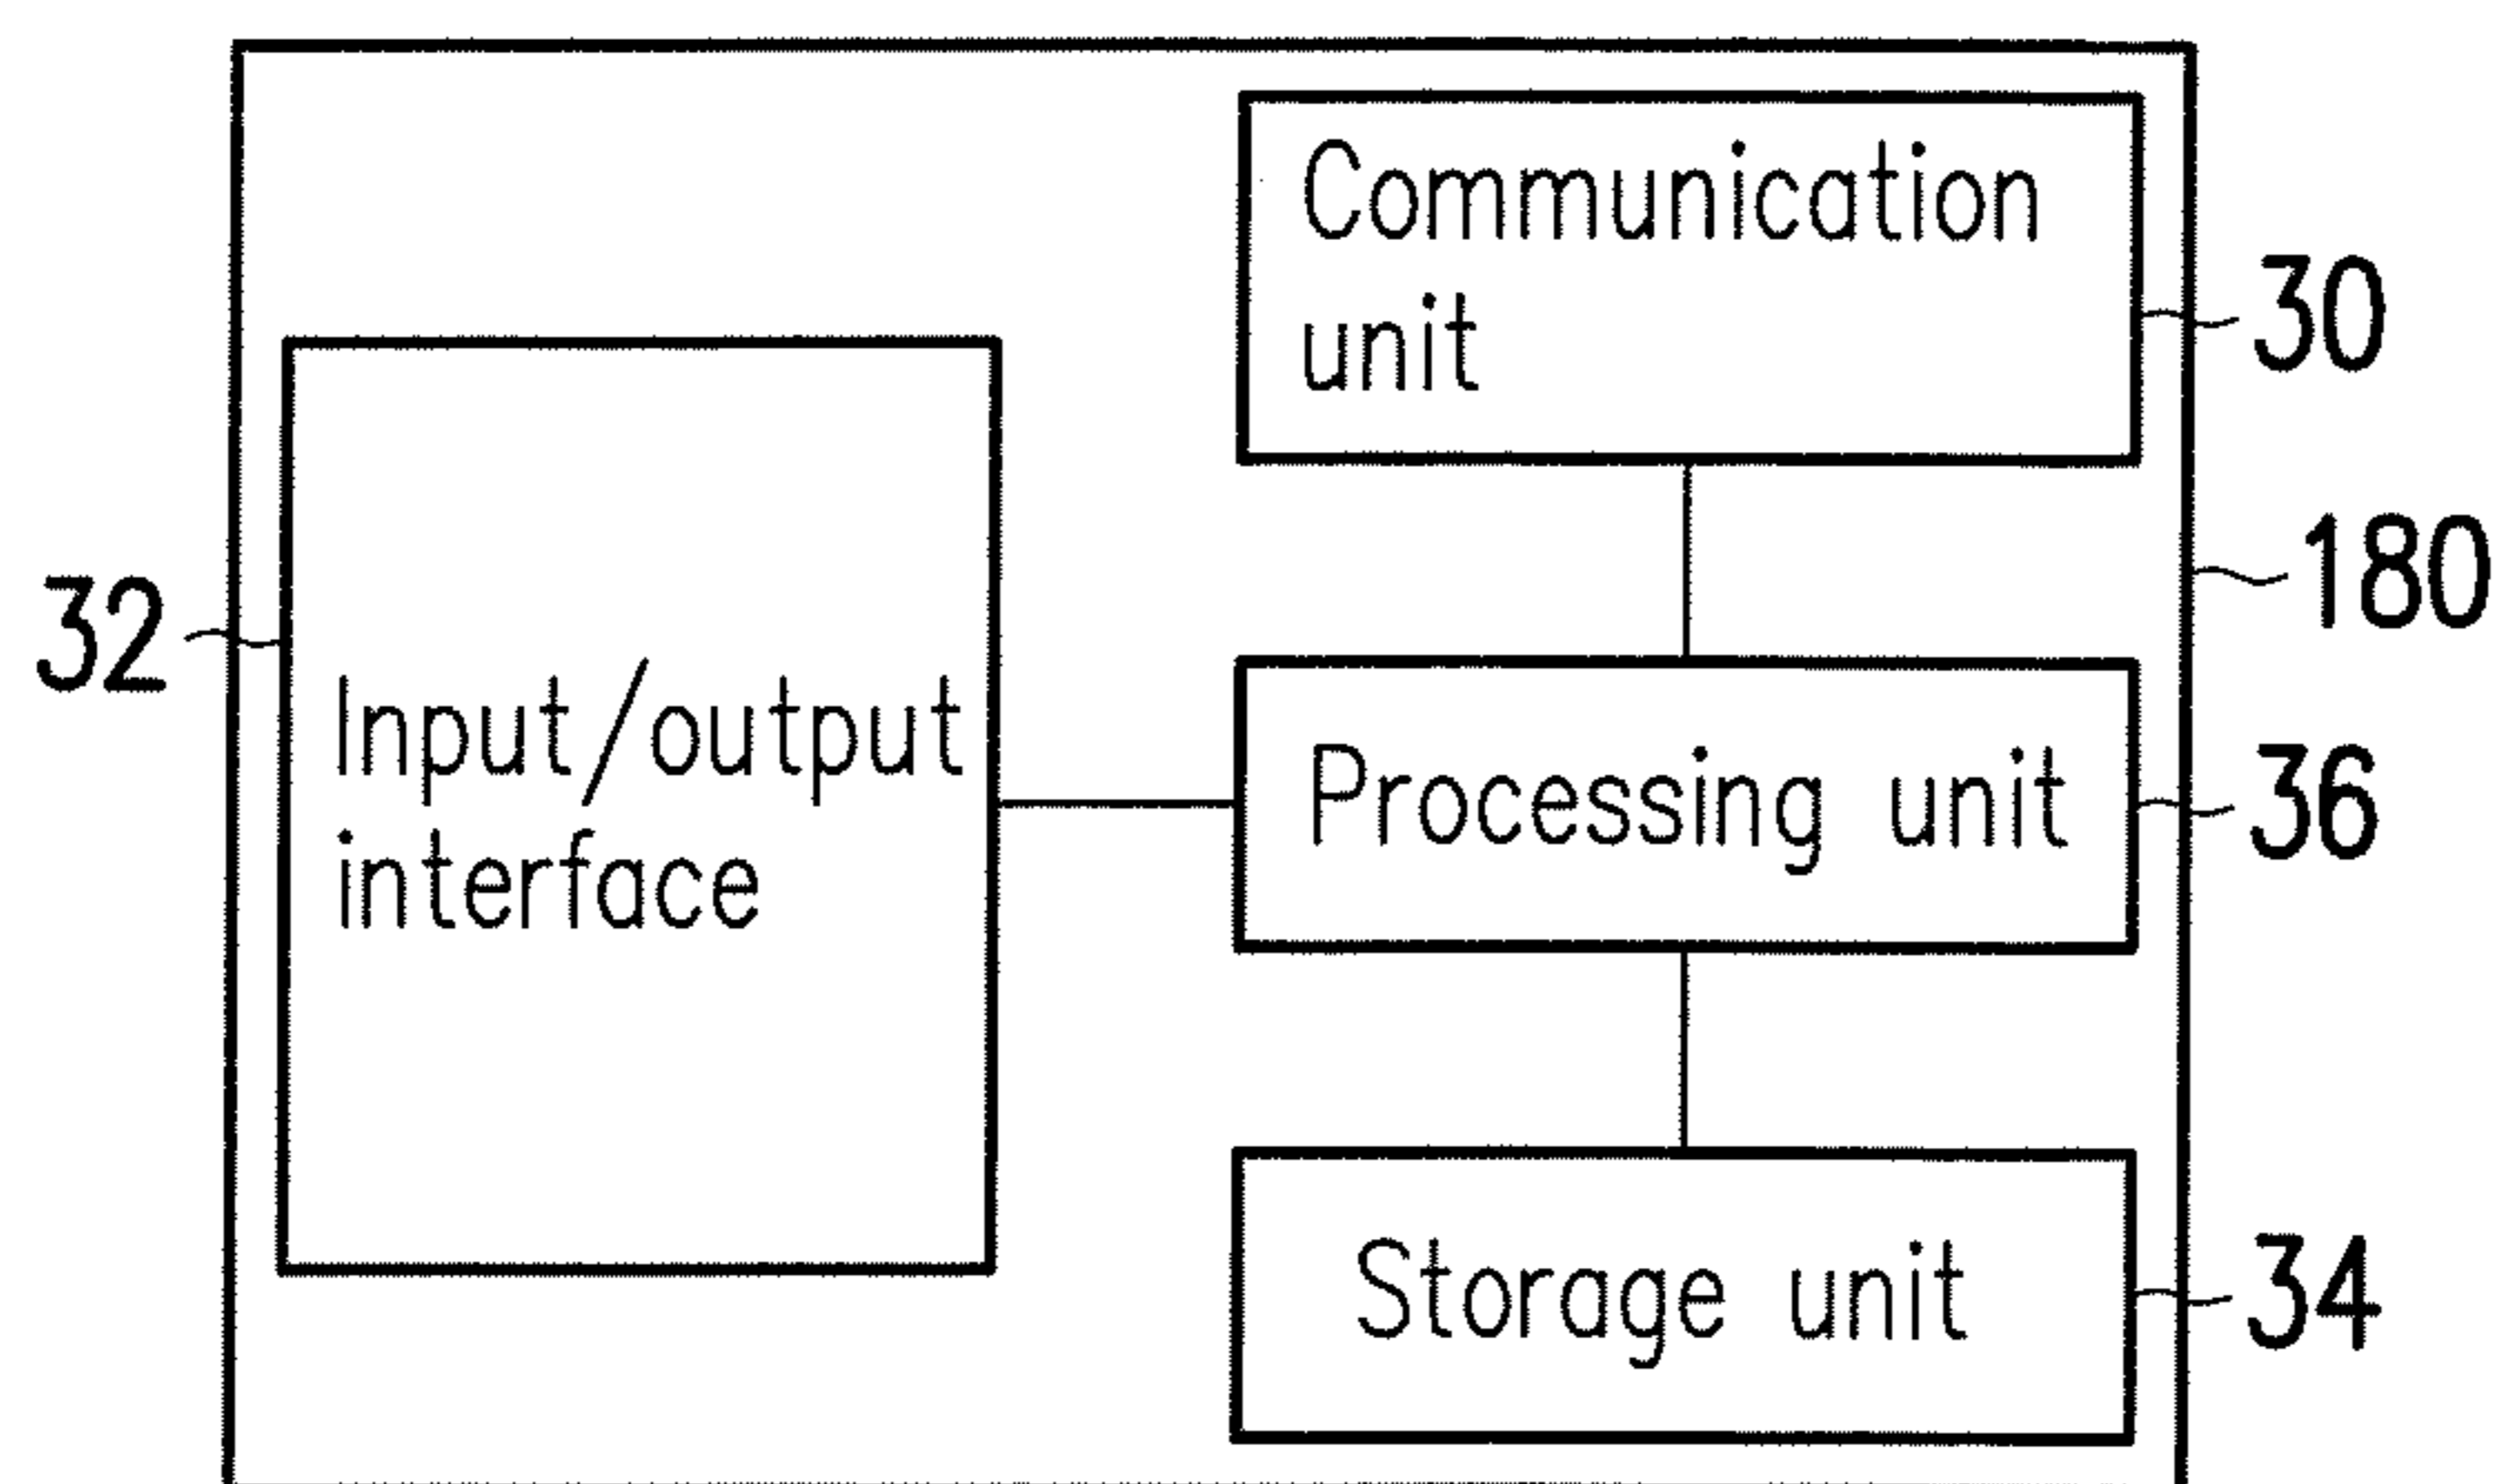 Communication
unit
30
180
32
Input/output
interface
Processing unit
36
Storage unit
34